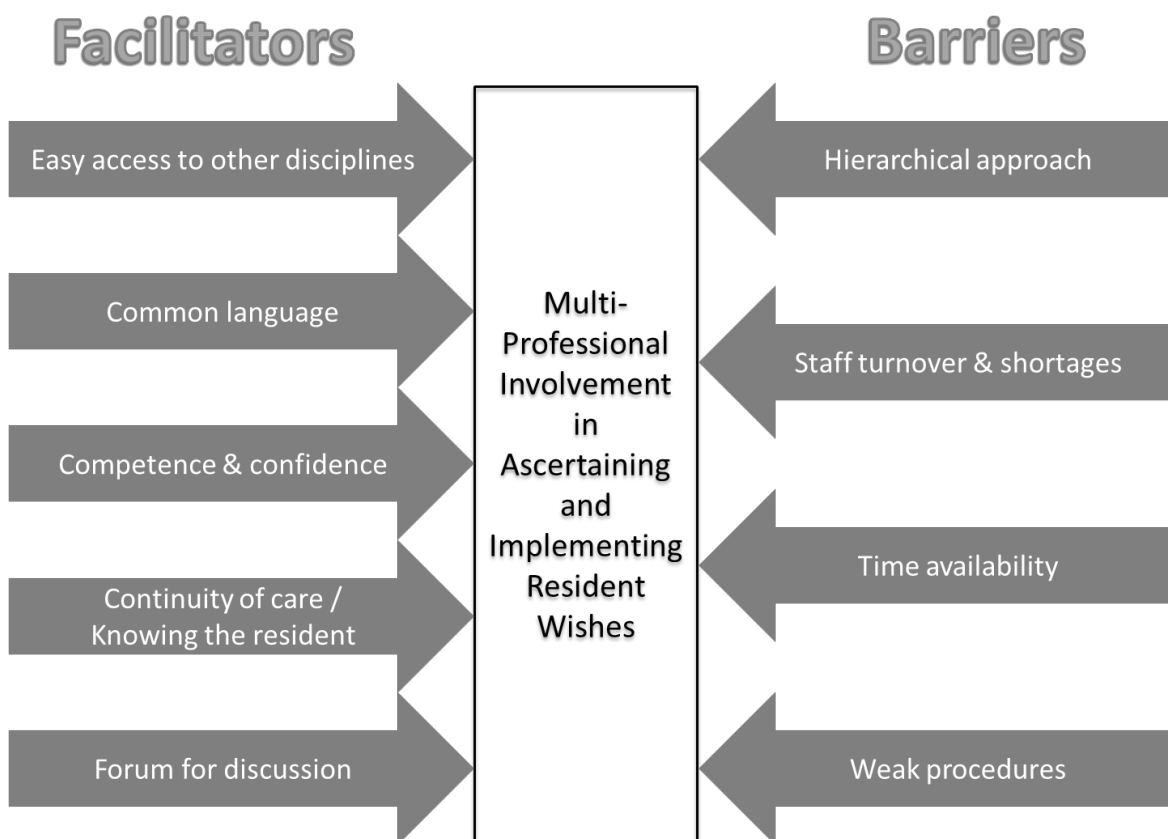 Facilitators
Barriers
Easy access to other disciplines
Common language
Competence & confidence
Continuity of care /
Knowing the resident
Forum for discussion
Multi-
Professional
Involvement
in
Ascertaining
and
Implementing
Resident
Wishes
Hierarchical approach
Staff turnover & shortages
Time availability
Weak procedures